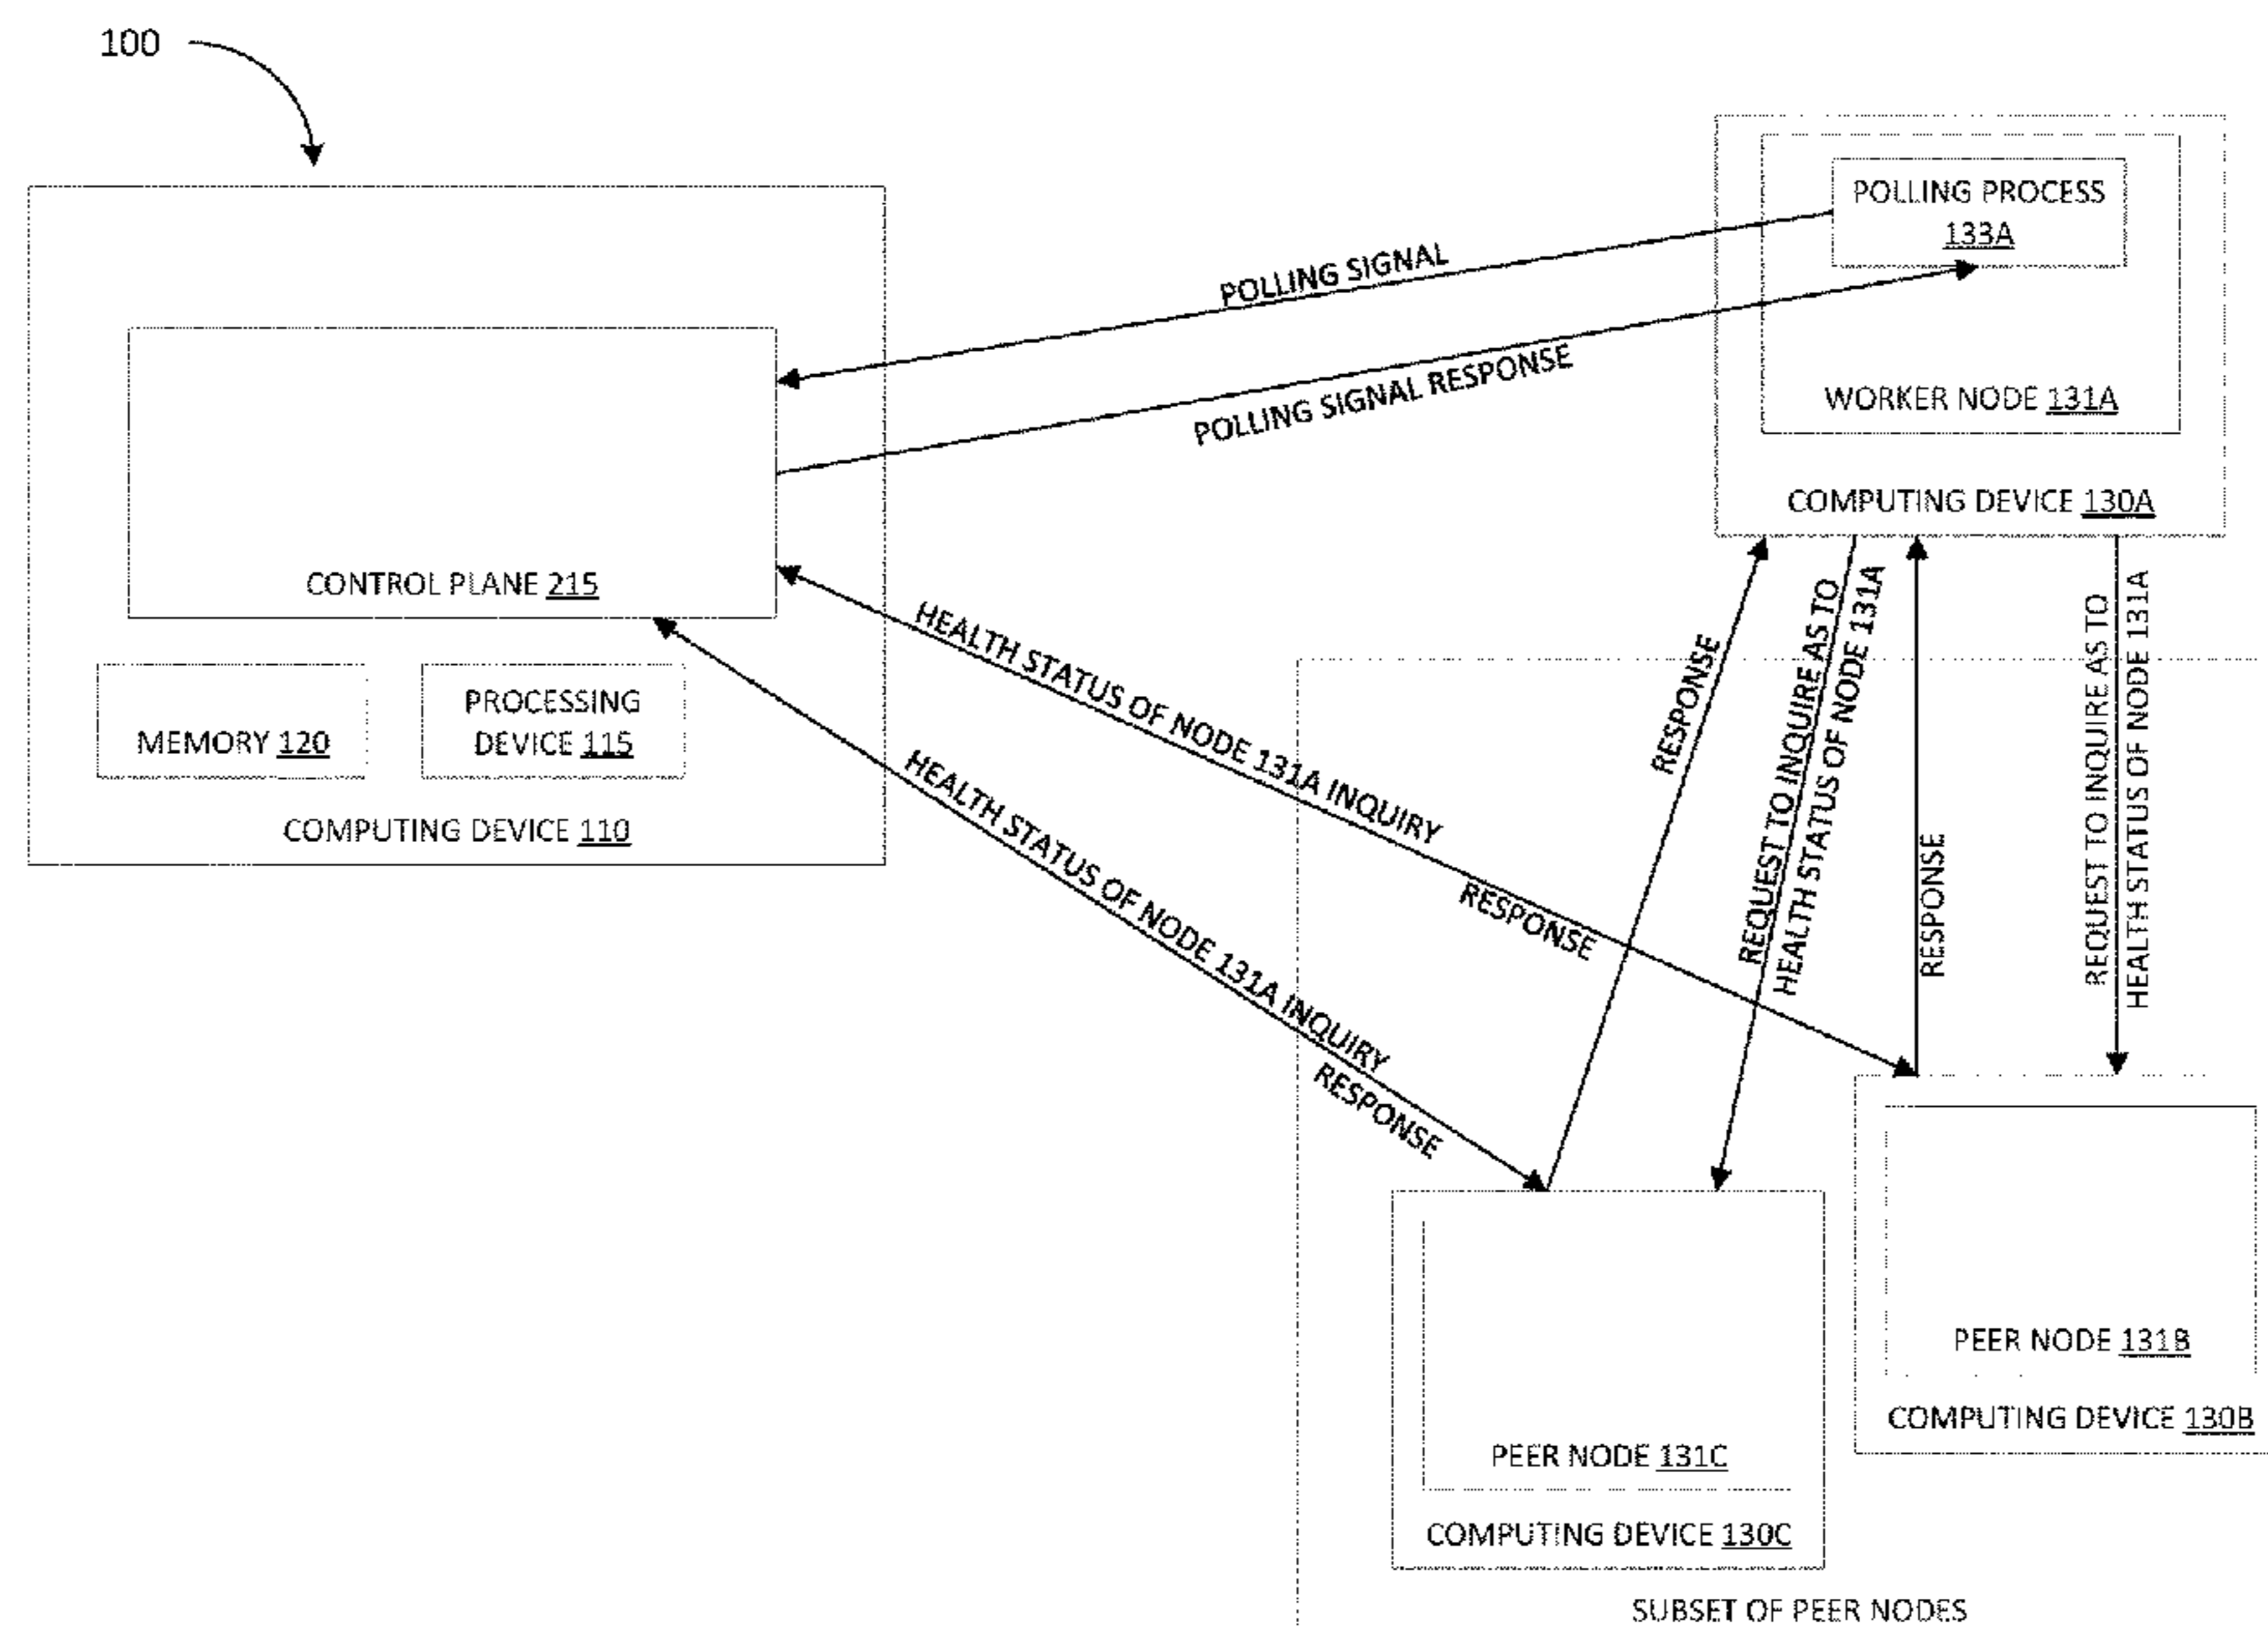 100
POLLING PROCESS
133A
WORKER NODE 131A
COMPUTING DEVICE 130A
POLLING SIGNAL
POLLING SIGNAL RESPONSE
CONTROL PLANE 215
MEMORY 120
PROCESSING
DEVICE 115
COMPUTING DEVICE 110
HEALTH STATUS OF NODE 131A INQUIRY
RESPONSE
HEALTH STATUS OF NODE 131A INQUIRY
RESPONSE
RESPONSE
REQUEST TO INQUIRE AS TO
HEALTH STATUS OF NODE 131A
RESPONSE
REQUEST TO INQUIRE AS TO
HEALTH STATUS OF NODE 131A
PEER NODE 131B
COMPUTING DEVICE 130B
PEER NODE 131C
COMPUTING DEVICE 130C
SUBSET OF PEER NODES